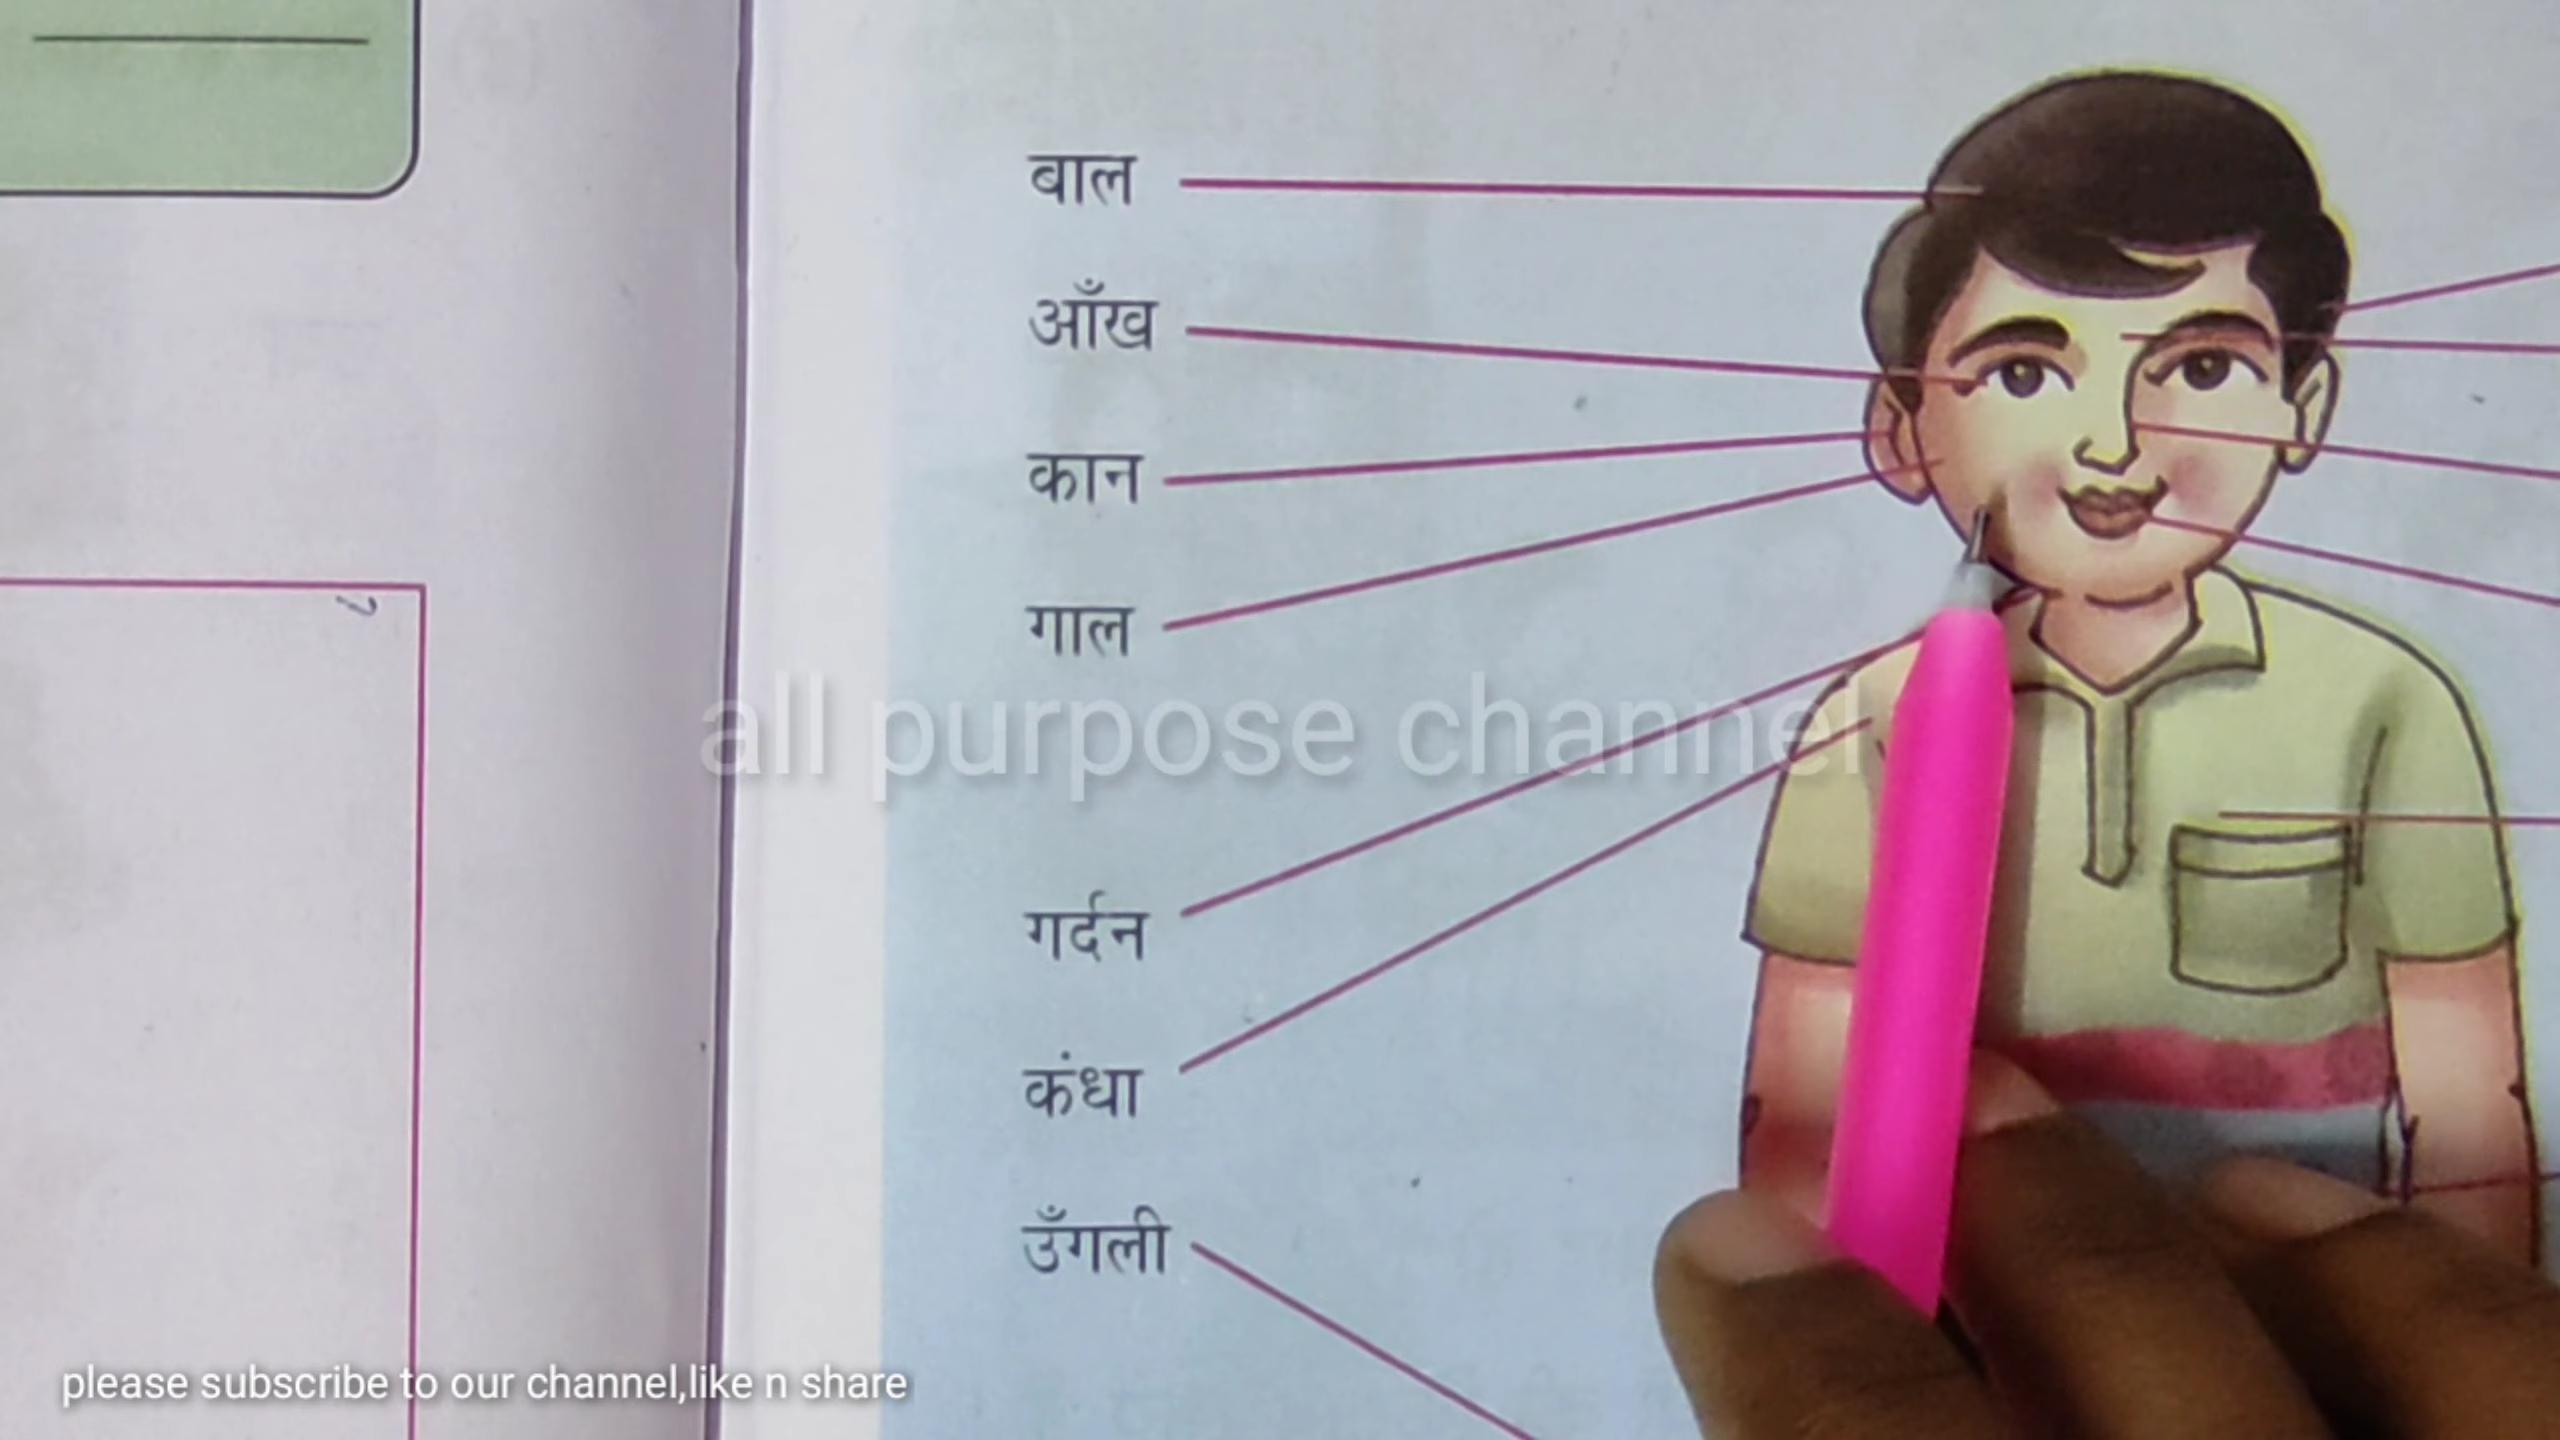 बाल
आँख
कान
गाल
all purpose channel
गर्दन
कंधा
उँगली
please subscribe to our channel,like n share